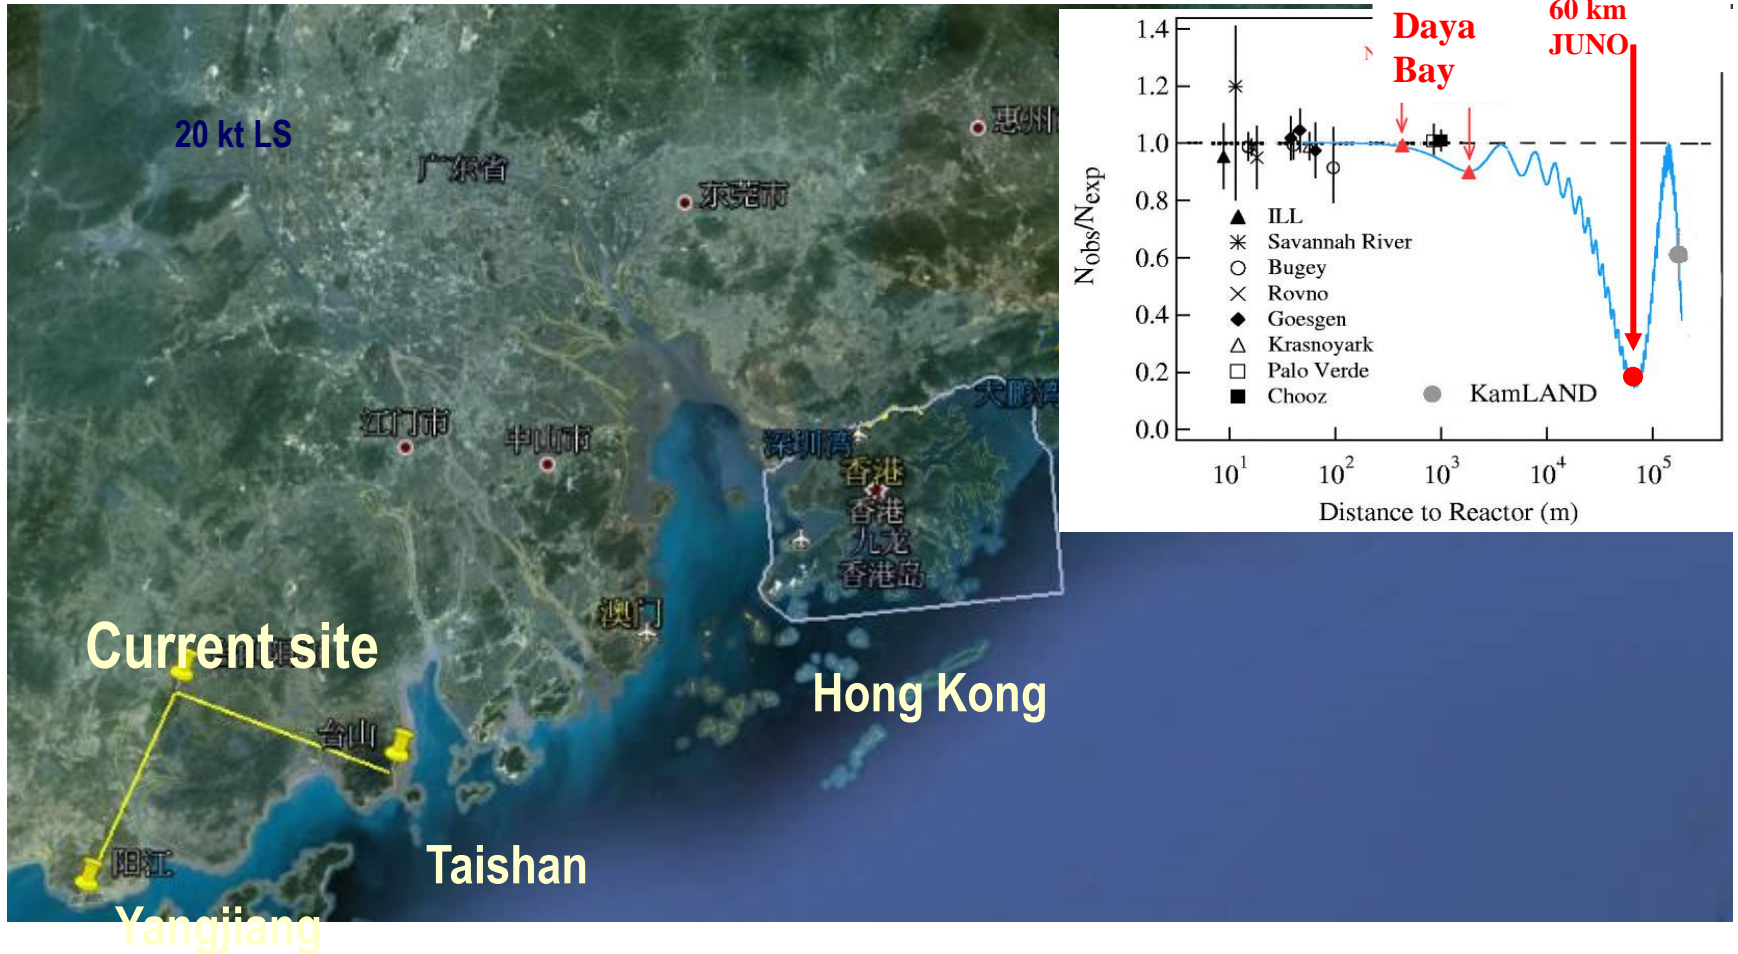 20 kt LS
广东省
东莞市
惠州
江门市
中山市
深圳湾
大鹏湾
香港
香港
九龙
香港岛
澳门
Current site
台山
Hong Kong
阳江
Taishan
Yangjiang
Daya
Bay
60 km
JUNO
N
1.4
1.2
1.0
0.8
0.6
0.4
0.2
0.0
Nobs/Nexp
ILL
Savannah River
Bugey
Rovno
Goesgen
Krasnoyark
Palo Verde
Chooz
KamLAND
10¹ 10² 10³ 10⁴ 10⁵
Distance to Reactor (m)